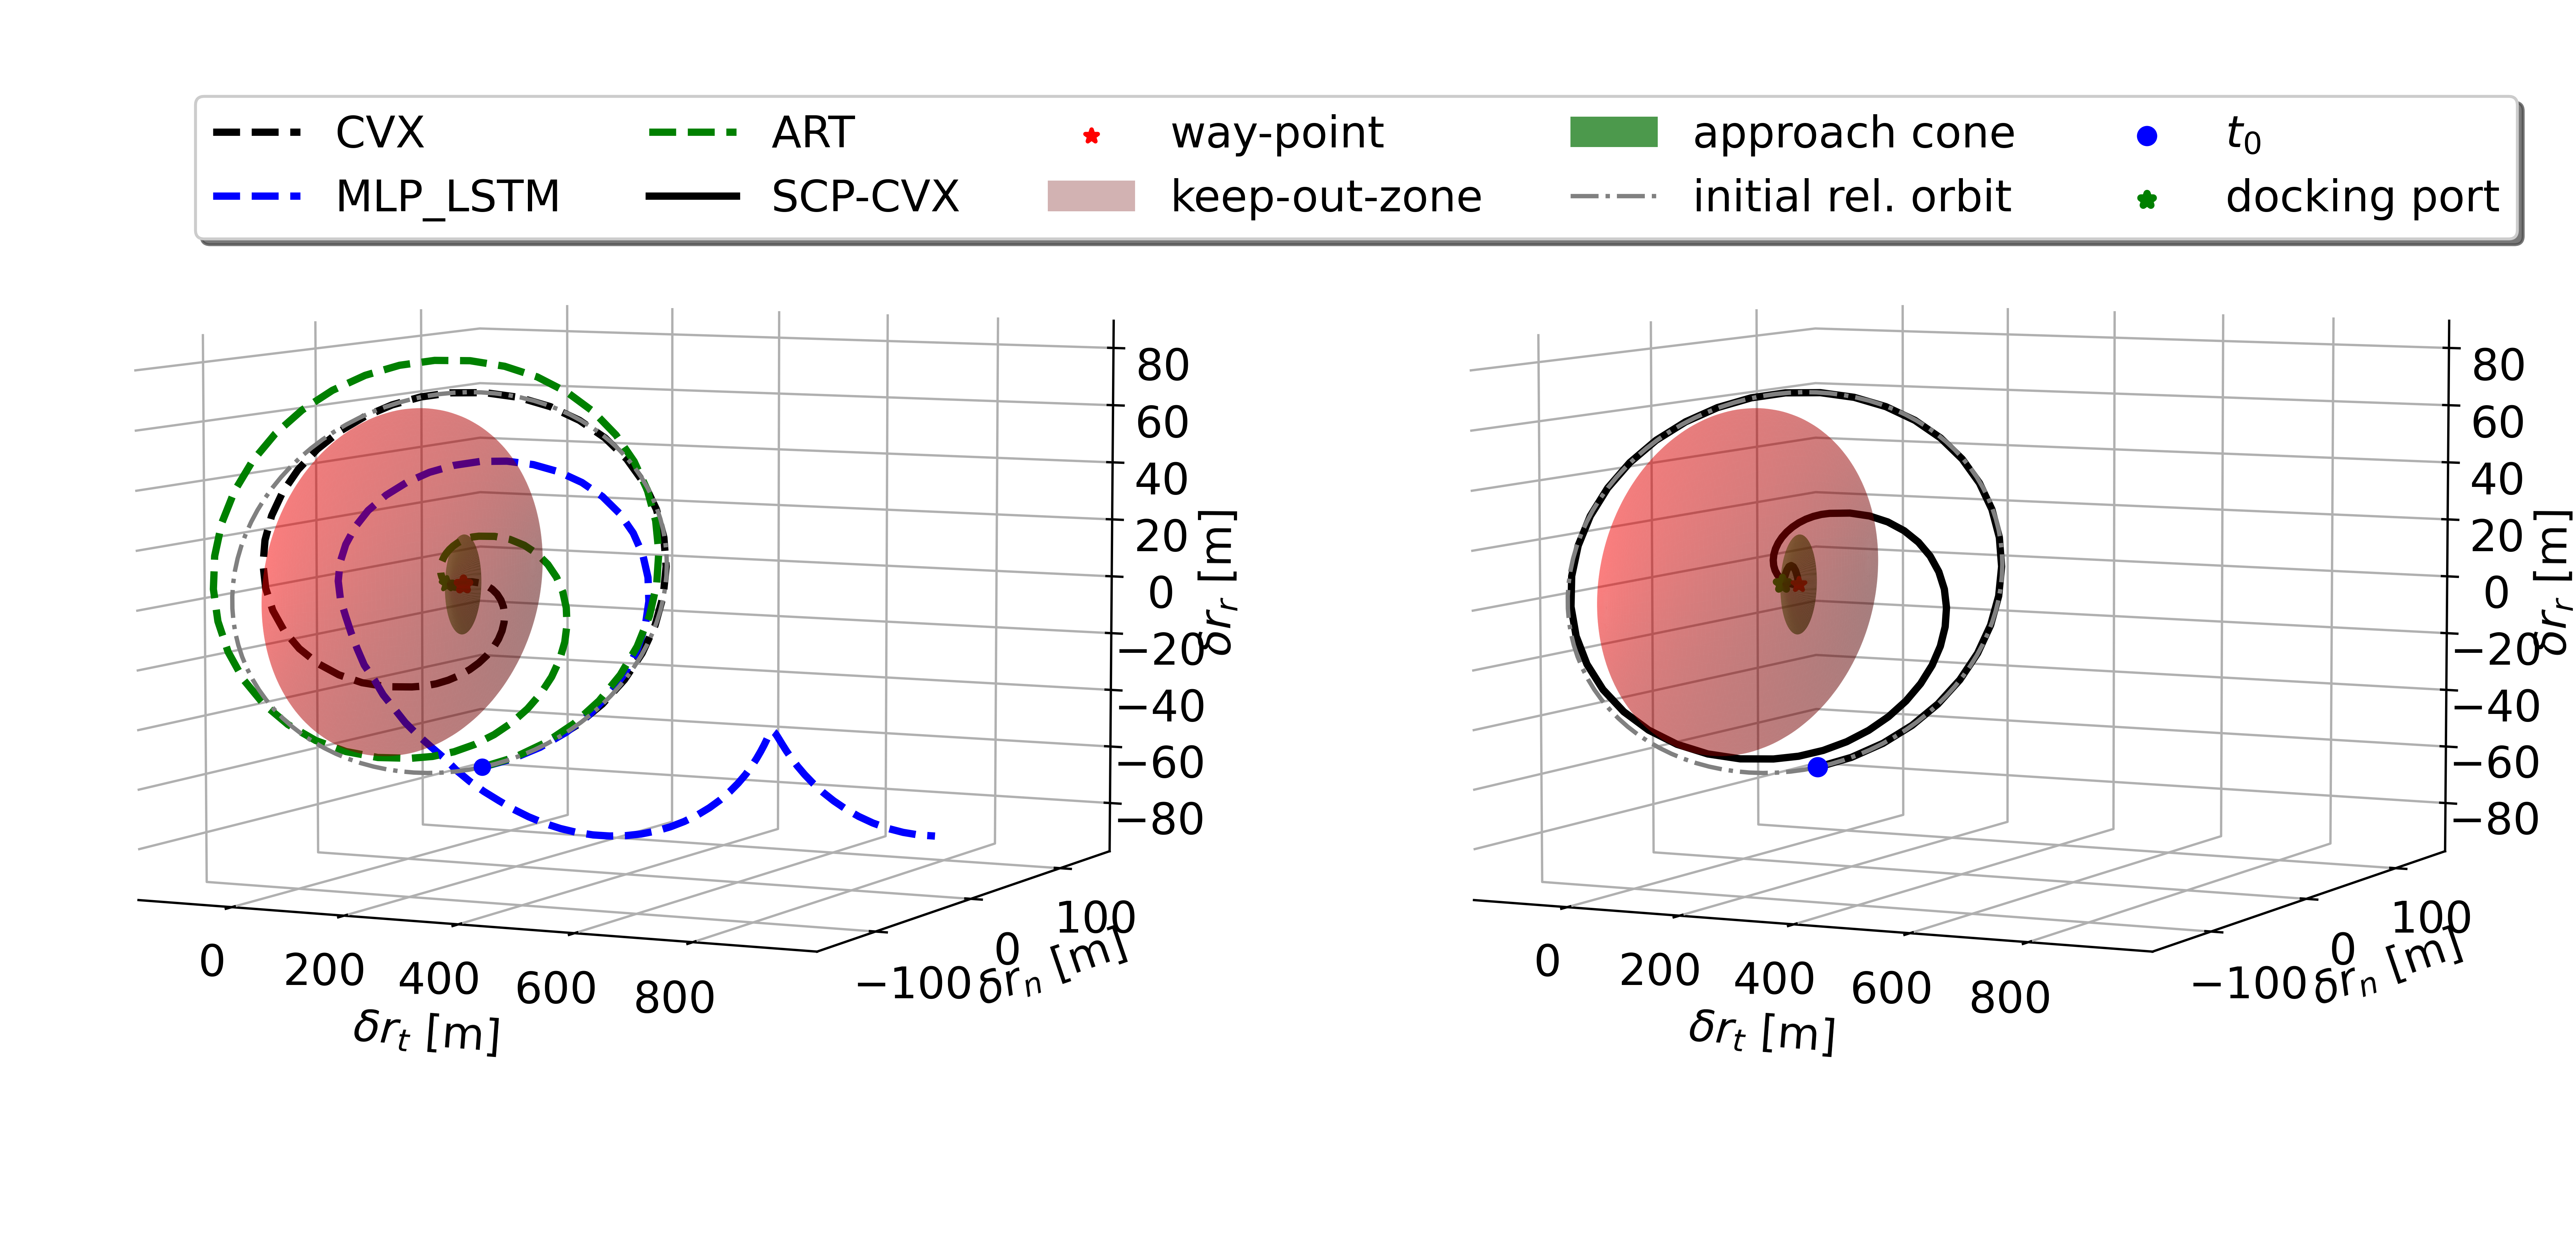 CVX ART way-point approach cone t0
MLP_LSTM SCP-CVX keep-out-zone initial rel. orbit docking port
80
60
40
20
0
−20
−40
−60
−80
δrr [m]
0 200 400 600 800
δrt [m]
−100 0 100
δrn [m]
80
60
40
20
0
−20
−40
−60
−80
δrr [m]
0 200 400 600 800
δrt [m]
−100 0 100
δrn [m]